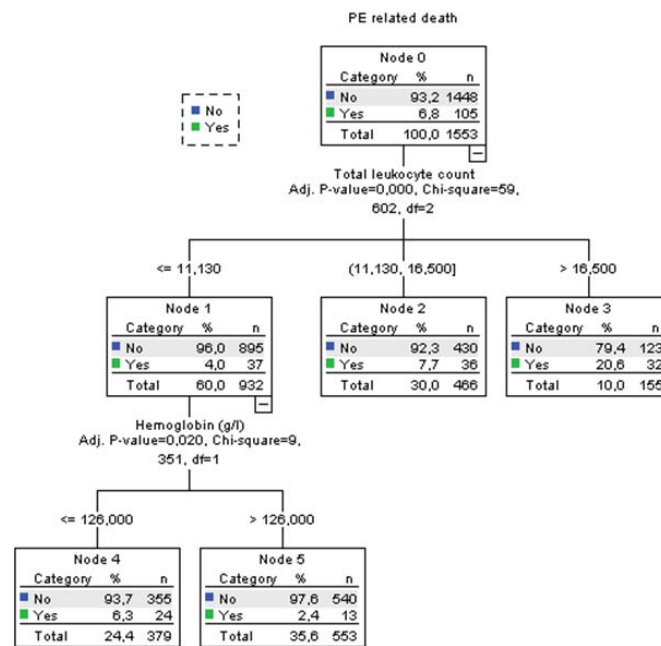 PE related death
No
Yes
Node 0
Category % n
No 93,2 1448
Yes 6,8 105
Total 100,0 1553
Total leukocyte count
Adj. P-value=0,000, Chi-square=59,
602, df=2
<= 11,130
(11,130, 16,500]
> 16,500
Node 1
Category % n
No 96,0 895
Yes 4,0 37
Total 60,0 932
Node 2
Category % n
No 92,3 430
Yes 7,7 36
Total 30,0 466
Node 3
Category % n
No 79,4 123
Yes 20,6 32
Total 10,0 155
Hemoglobin (g/l)
Adj. P-value=0,020, Chi-square=9,
351, df=1
<= 126,000
> 126,000
Node 4
Category % n
No 93,7 355
Yes 6,3 24
Total 24,4 379
Node 5
Category % n
No 97,6 540
Yes 2,4 13
Total 35,6 553